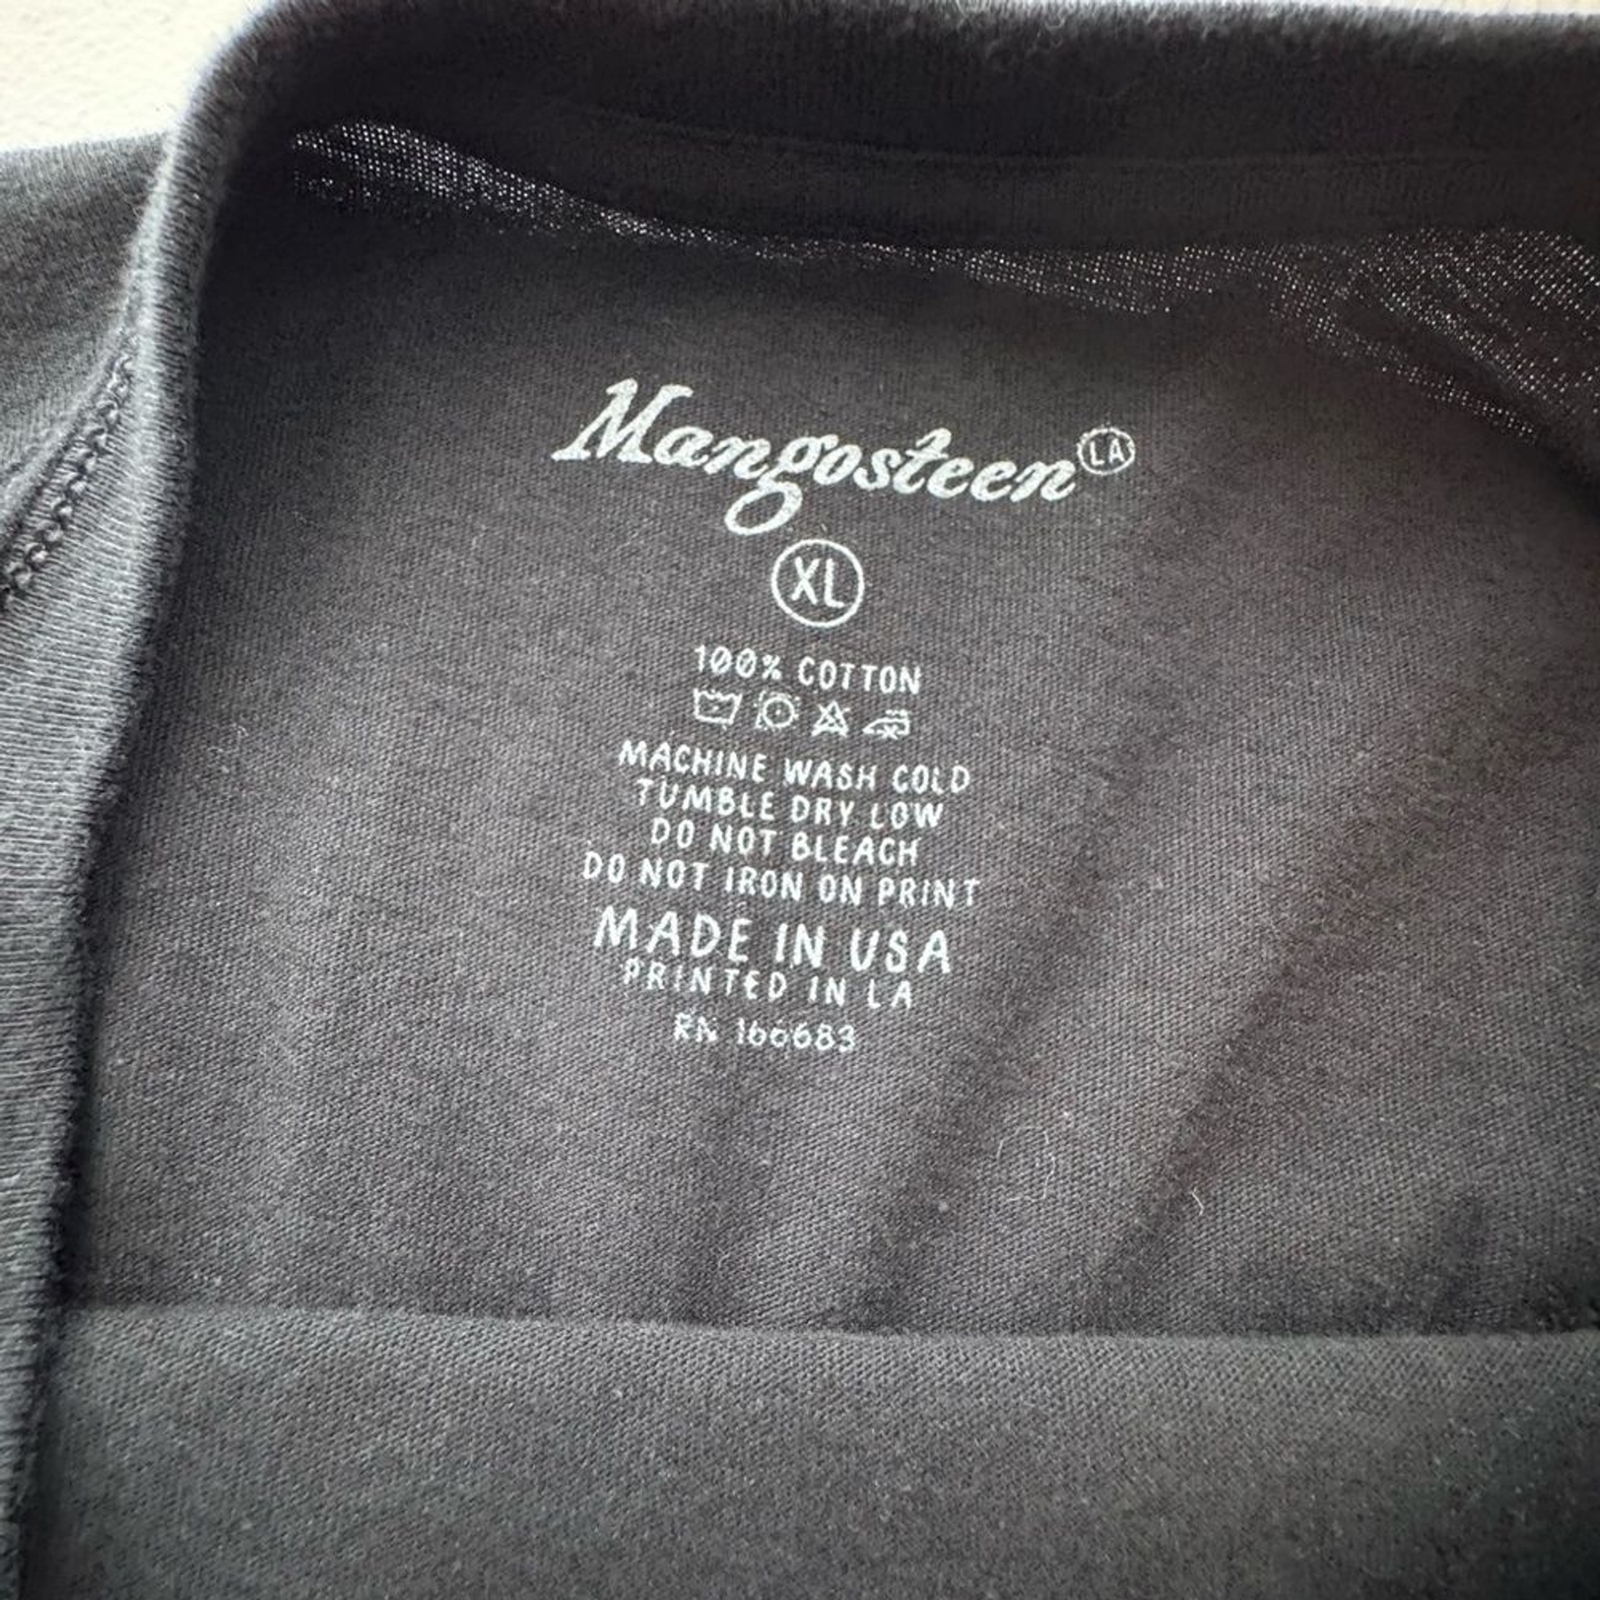 Mangosteen LA
XL
100% COTTON
MACHINE WASH COLD
TUMBLE DRY LOW
DO NOT BLEACH
DO NOT IRON ON PRINT
MADE IN USA
PRINTED IN LA
RN 166683